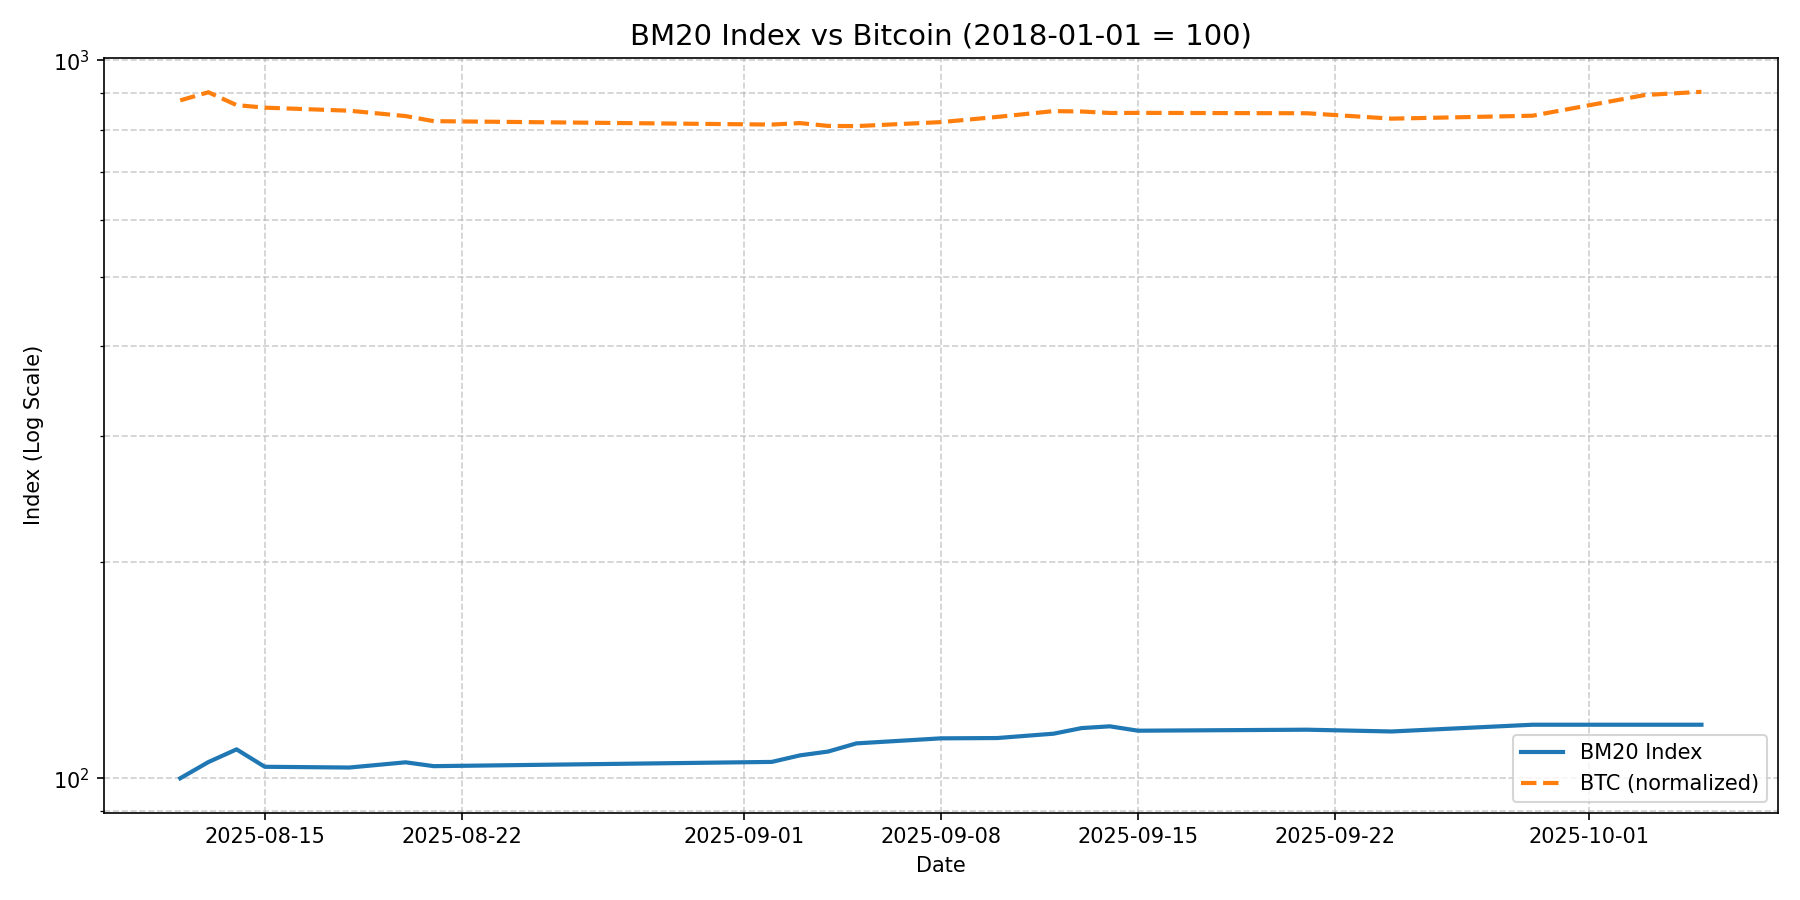 BM20 Index vs Bitcoin (2018-01-01 = 100)
10³
Index (Log Scale)
10²
BM20 Index
BTC (normalized)
2025-08-15 2025-08-22 2025-09-01 2025-09-08 2025-09-15 2025-09-22 2025-10-01
Date